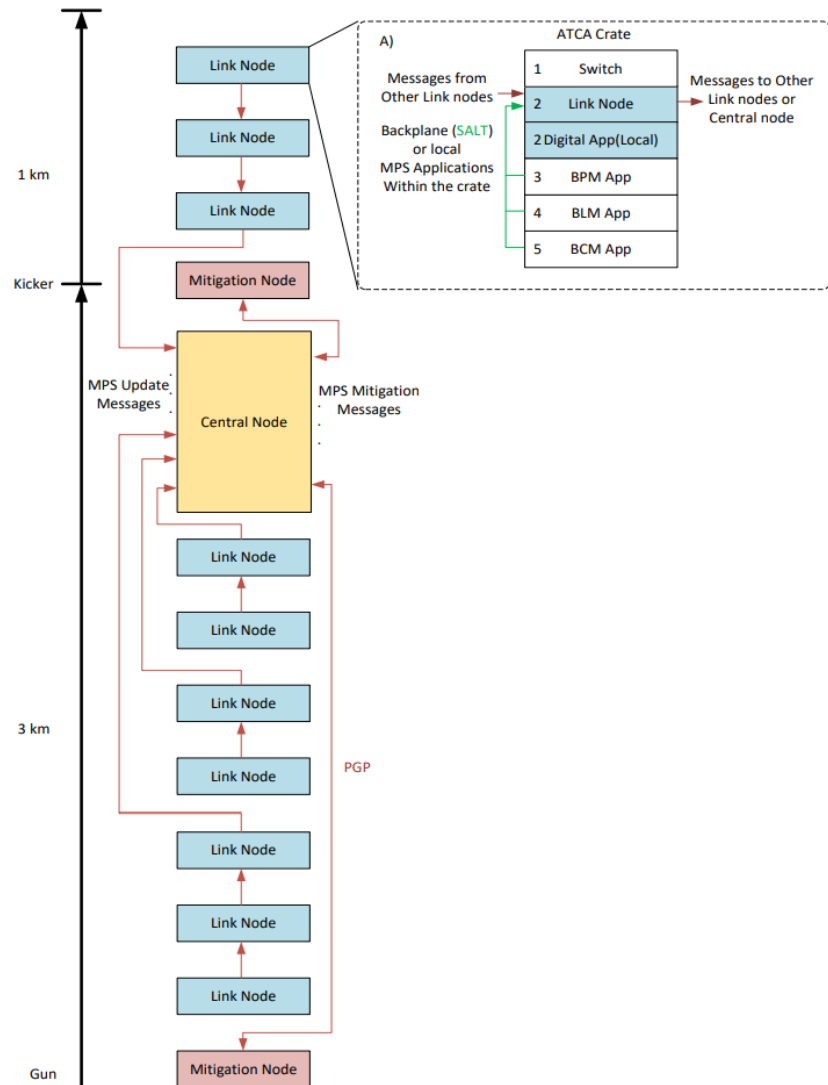 A)
ATCA Crate
1 Switch
2 Link Node
2 Digital App(Local)
3 BPM App
4 BLM App
5 BCM App
Messages from
Other Link nodes
Backplane (SALT)
or local
MPS Applications
Within the crate
Messages to Other
Link nodes or
Central node
Link Node
Link Node
1 km
Link Node
Kicker
Mitigation Node
MPS Update
Messages
Central Node
MPS Mitigation
Messages
Link Node
Link Node
Link Node
3 km
Link Node
PGP
Link Node
Link Node
Link Node
Gun
Mitigation Node